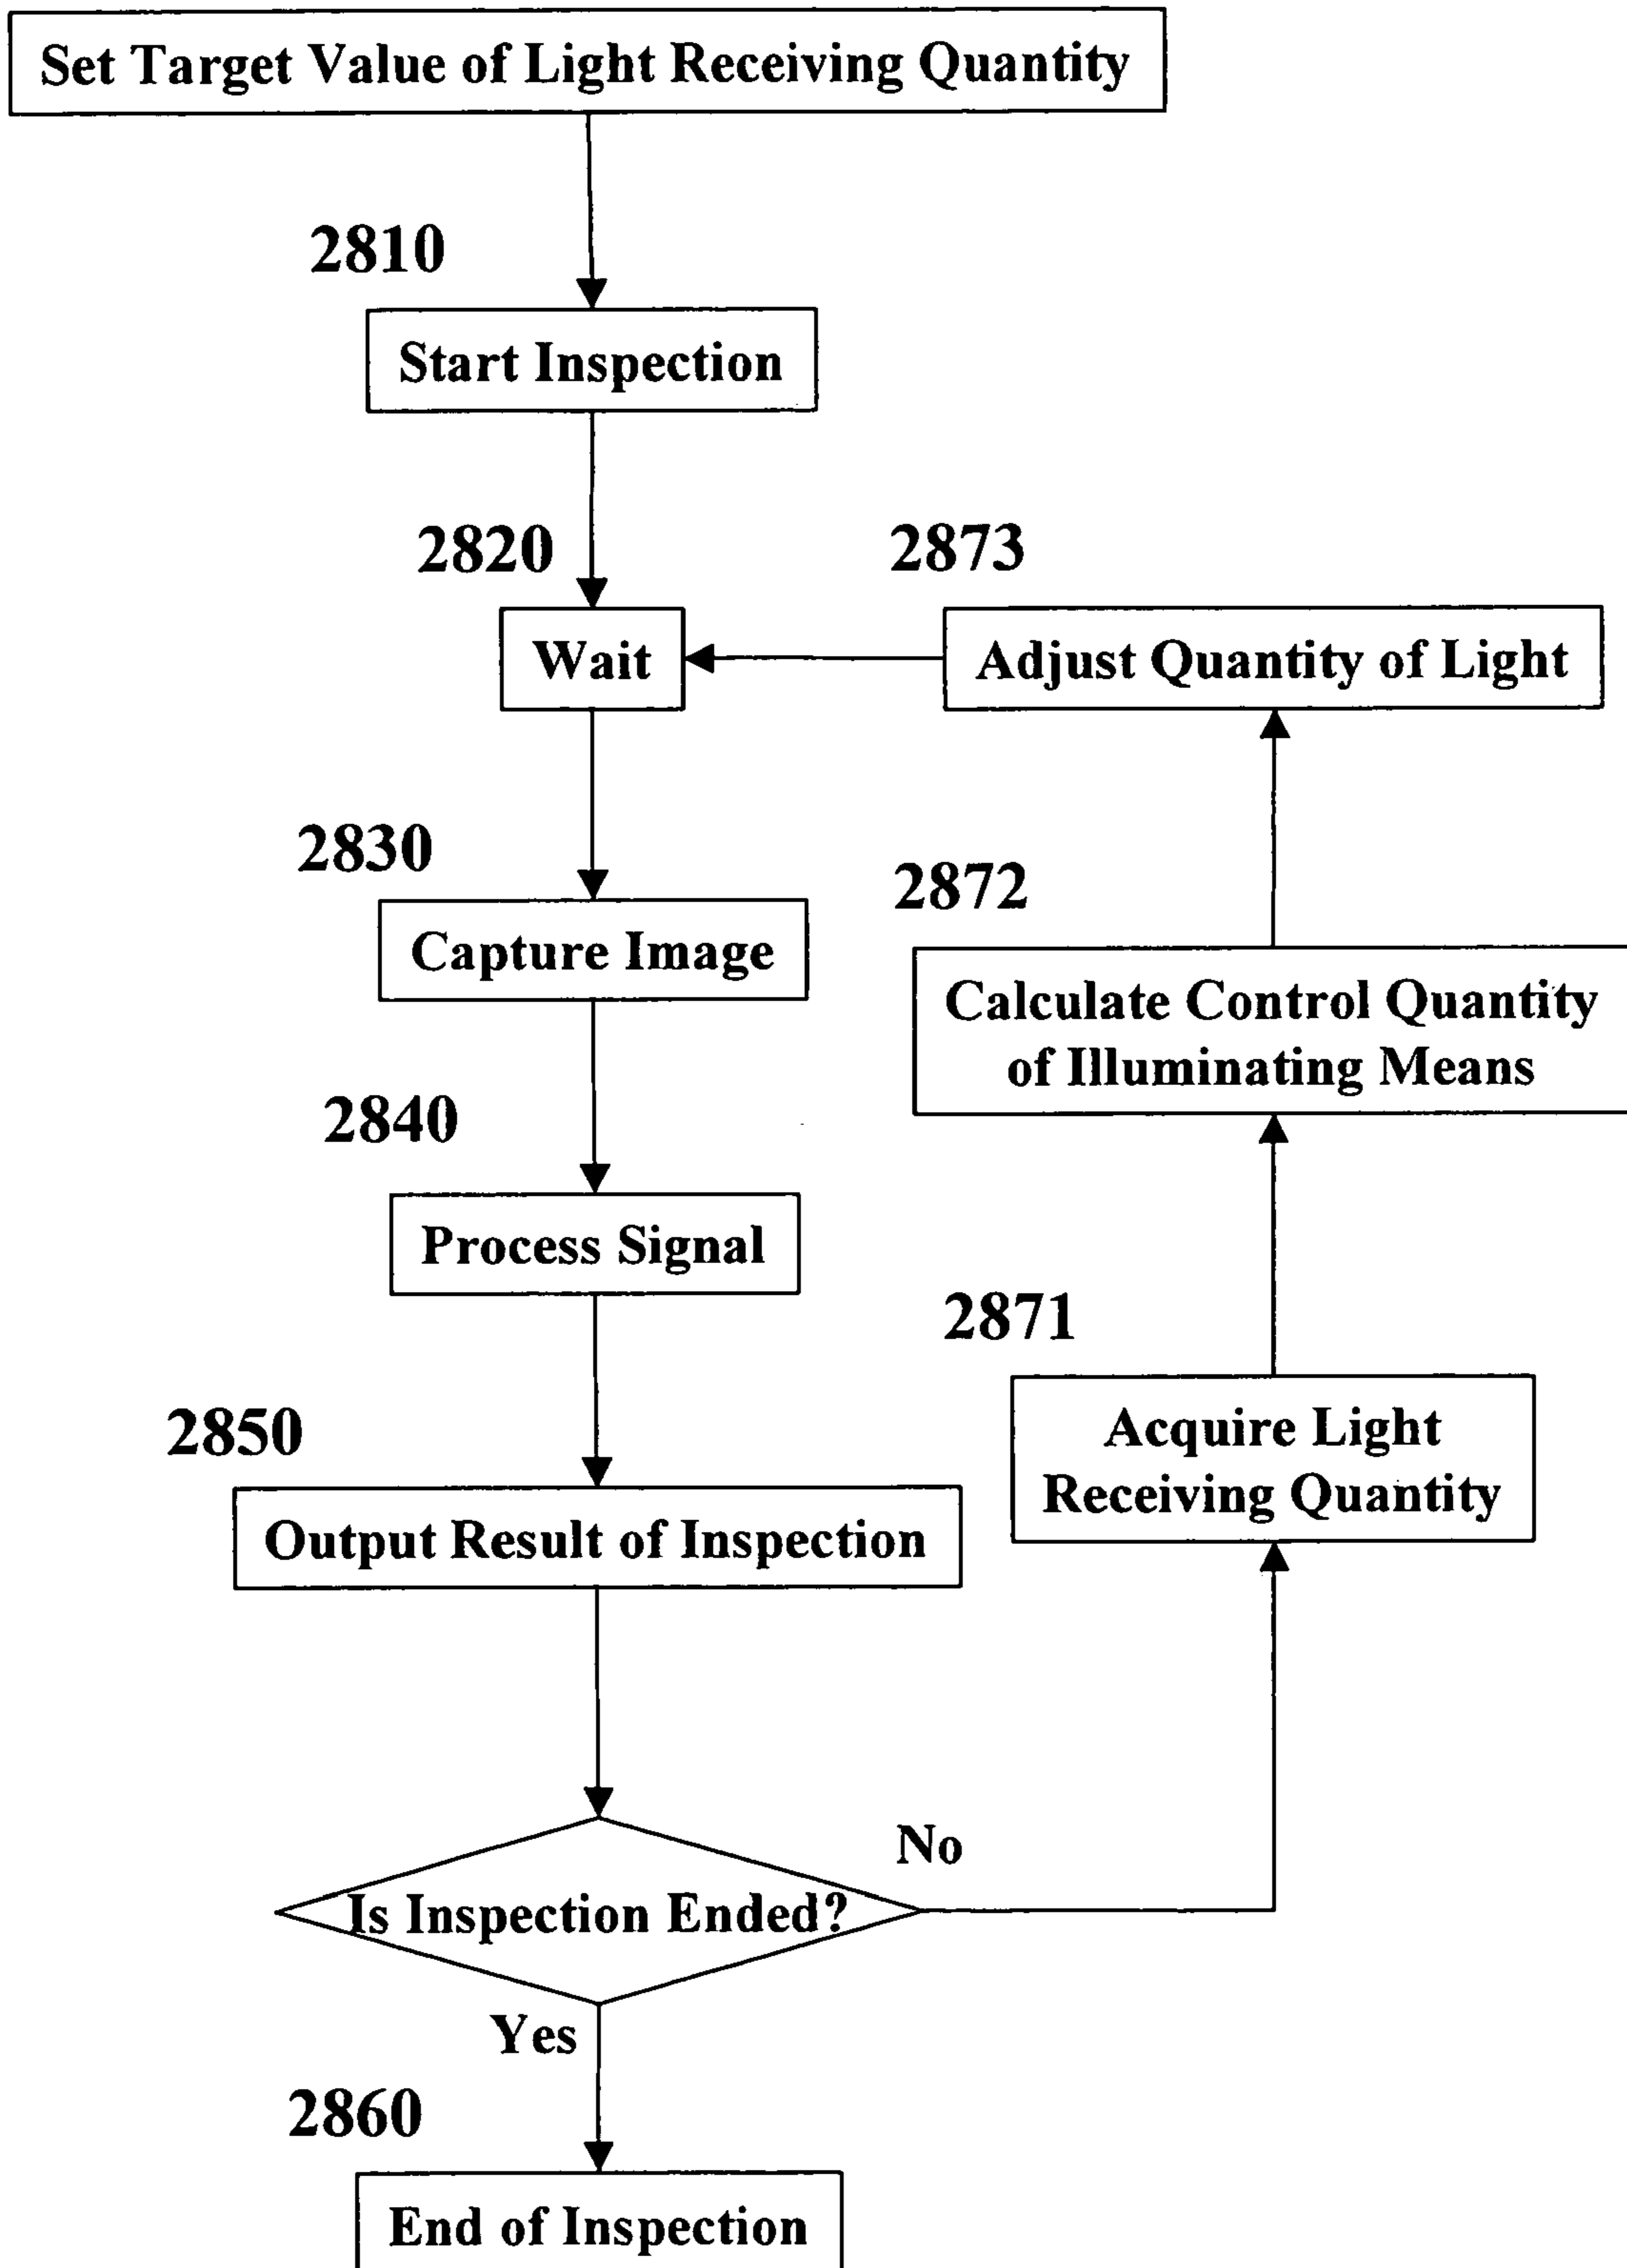 Set Target Value of Light Receiving Quantity
2810
Start Inspection
2820
Wait
2873
Adjust Quantity of Light
2830
Capture Image
2872
Calculate Control Quantity
of Illuminating Means
2840
Process Signal
2871
Acquire Light
Receiving Quantity
2850
Output Result of Inspection
Is Inspection Ended?
No
Yes
2860
End of Inspection